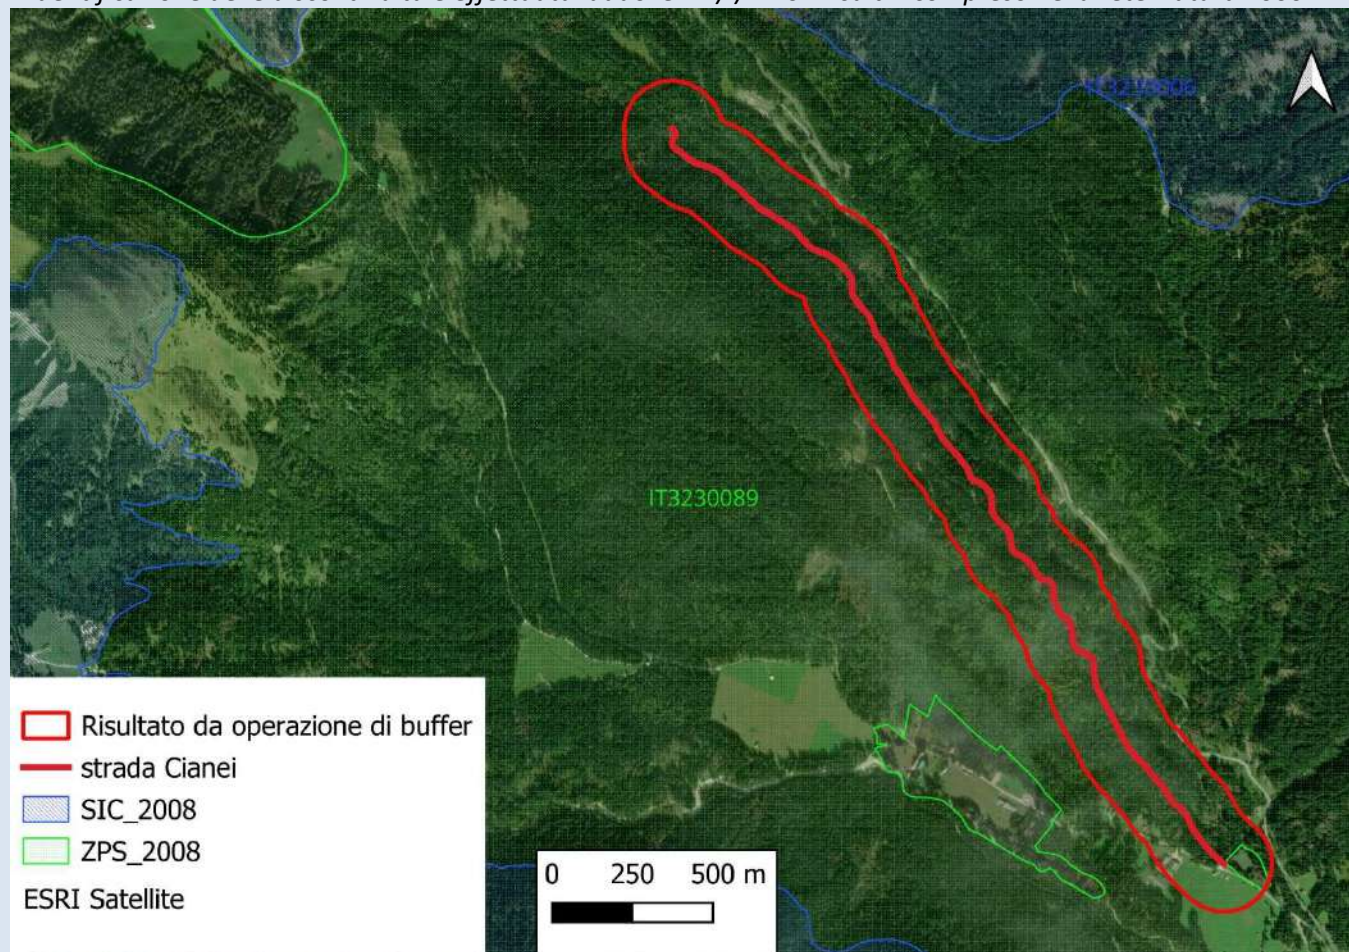 IT3230089
Risultato da operazione di buffer
strada Cianei
SIC_2008
ZPS_2008
ESRI Satellite
0 250 500 m